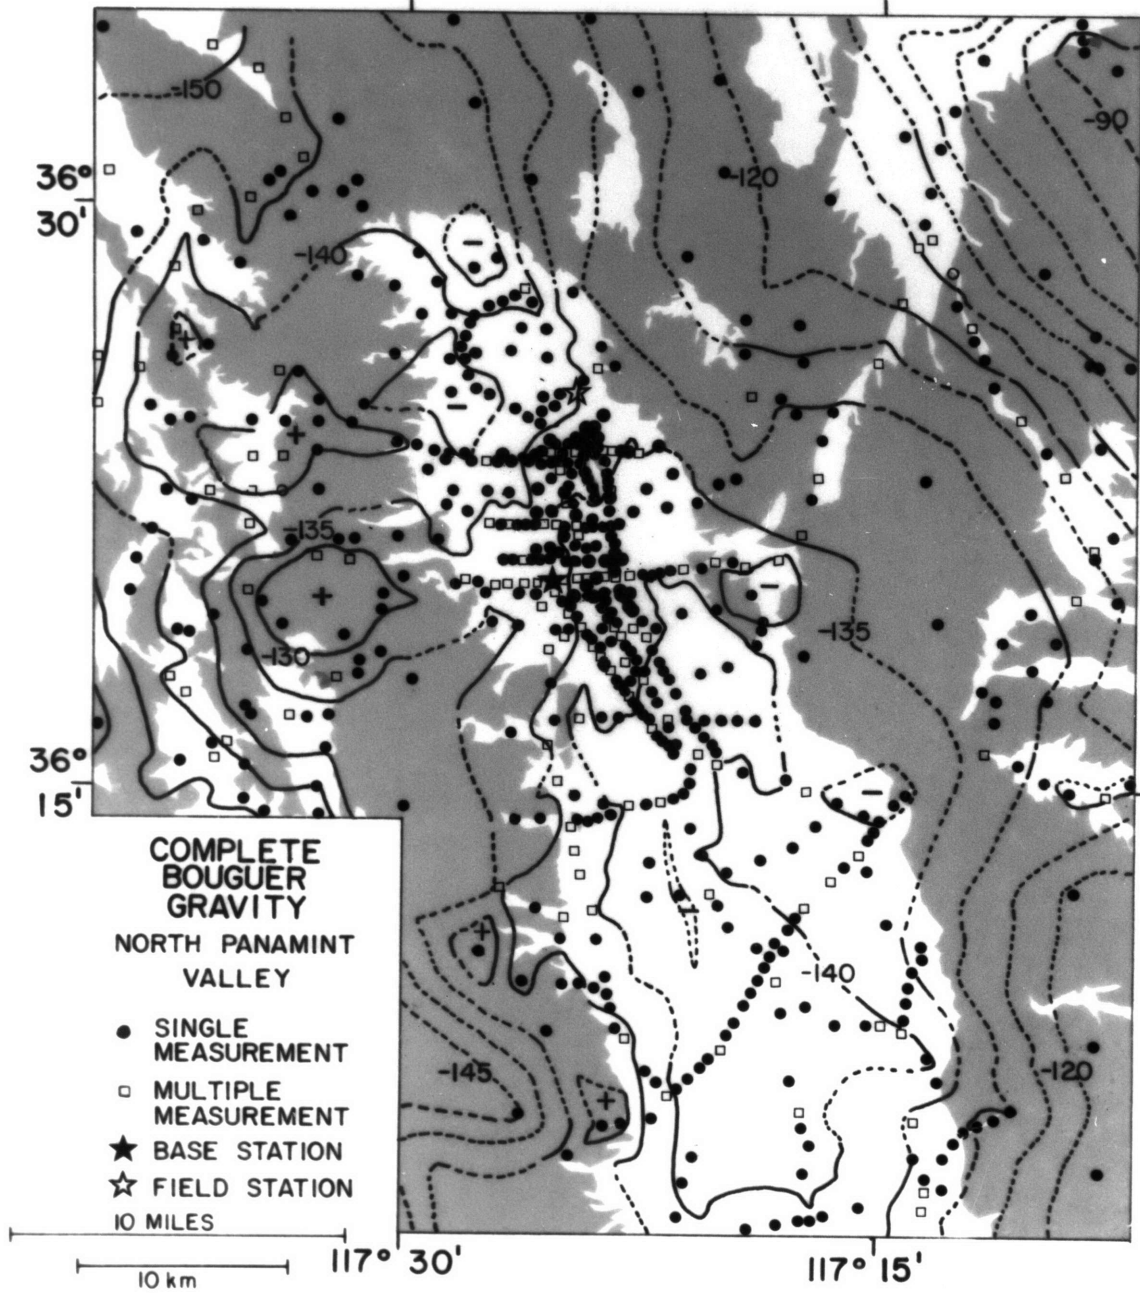 -150
-90
-120
36°
30'
-140
-135
-135
-130
36°
15'
COMPLETE
BOUGUER
GRAVITY
NORTH PANAMINT
VALLEY
SINGLE
MEASUREMENT
MULTIPLE
MEASUREMENT
BASE STATION
FIELD STATION
10 MILES
10 km
-140
-145
-120
117° 30'
117° 15'